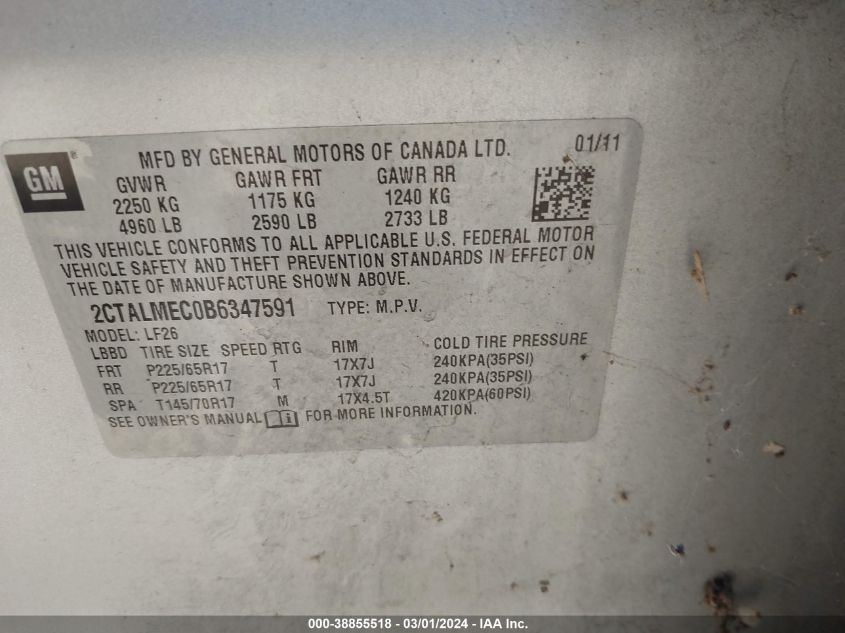 GM ®
MFD BY GENERAL MOTORS OF CANADA LTD. 01/11
GVWR GAWR FRT GAWR RR
2250 KG 1175 KG 1240 KG
4960 LB 2590 LB 2733 LB
THIS VEHICLE CONFORMS TO ALL APPLICABLE U.S. FEDERAL MOTOR
VEHICLE SAFETY AND THEFT PREVENTION STANDARDS IN EFFECT ON
THE DATE OF MANUFACTURE SHOWN ABOVE.
2CTALMEC0B6347591 TYPE: M.P.V.
MODEL: LF26
LBBD TIRE SIZE SPEED RTG RIM COLD TIRE PRESSURE
FRT P225/65R17 T 17X7J 240KPA(35PSI)
RR P225/65R17 T 17X7J 240KPA(35PSI)
SPA T145/70R17 M 17X4.5T 420KPA(60PSI)
SEE OWNER'S MANUAL FOR MORE INFORMATION.
000-38855518 - 03/01/2024 - IAA Inc.